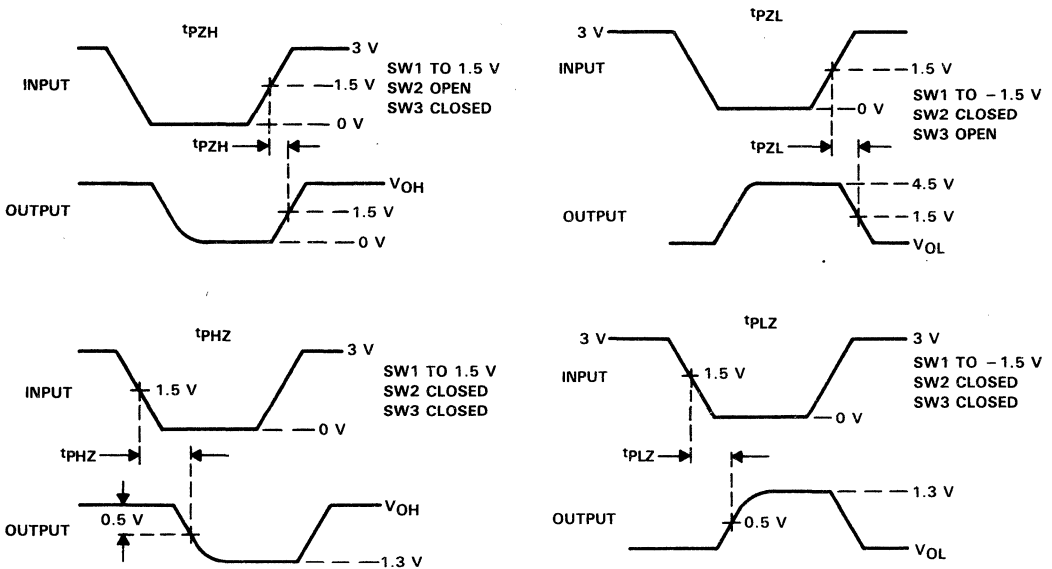 tPZH
3 V
INPUT
1.5 V
0 V
SW1 TO 1.5 V
SW2 OPEN
SW3 CLOSED
tPZH
OUTPUT
VOH
1.5 V
0 V
tPZL
3 V
INPUT
1.5 V
0 V
SW1 TO – 1.5 V
SW2 CLOSED
SW3 OPEN
tPZL
OUTPUT
4.5 V
1.5 V
VOL
tPHZ
3 V
INPUT
1.5 V
0 V
SW1 TO 1.5 V
SW2 CLOSED
SW3 CLOSED
tPHZ
OUTPUT
0.5 V
VOH
1.3 V
tPLZ
3 V
INPUT
1.5 V
0 V
SW1 TO – 1.5 V
SW2 CLOSED
SW3 CLOSED
tPLZ
OUTPUT
1.3 V
0.5 V
VOL